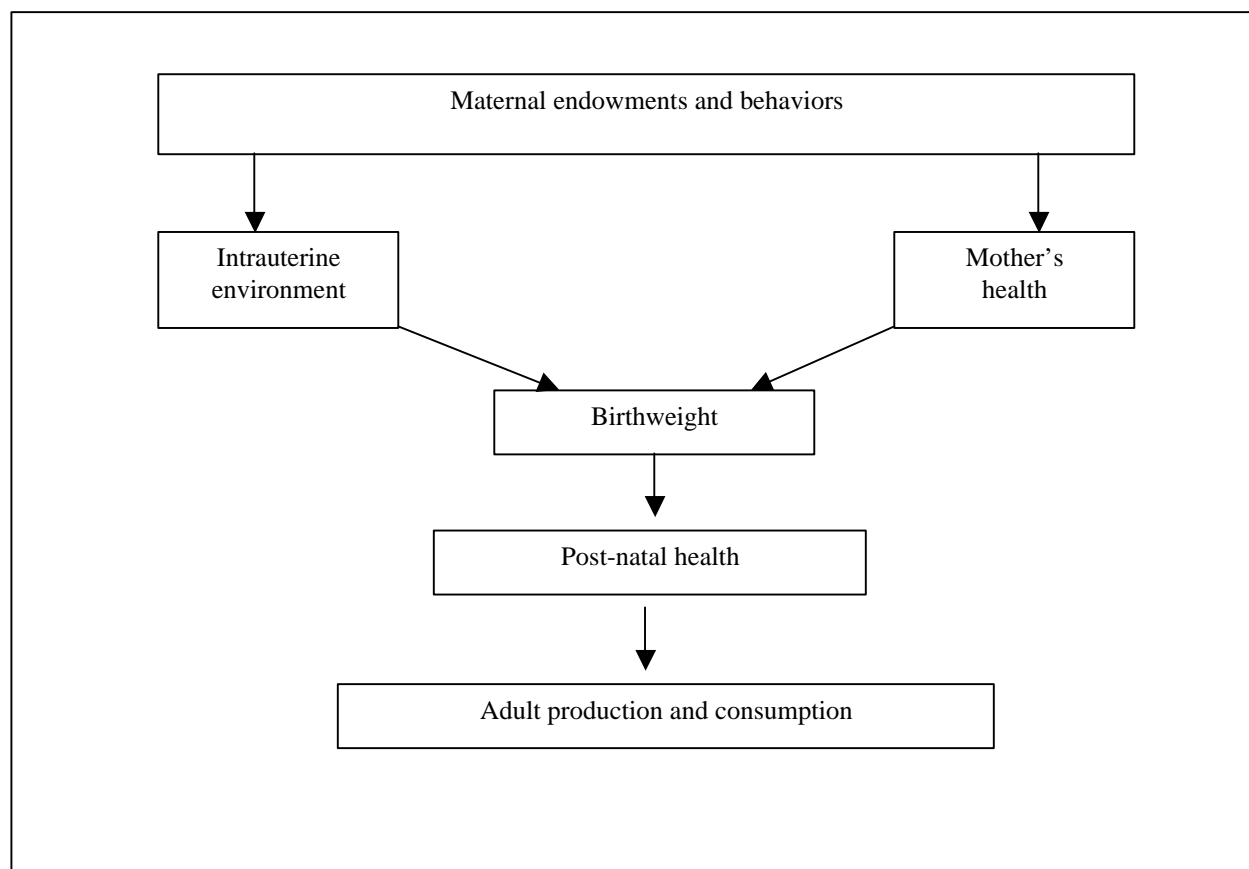 Maternal endowments and behaviors
Intrauterine
environment
Mother’s
health
Birthweight
Post-natal health
Adult production and consumption